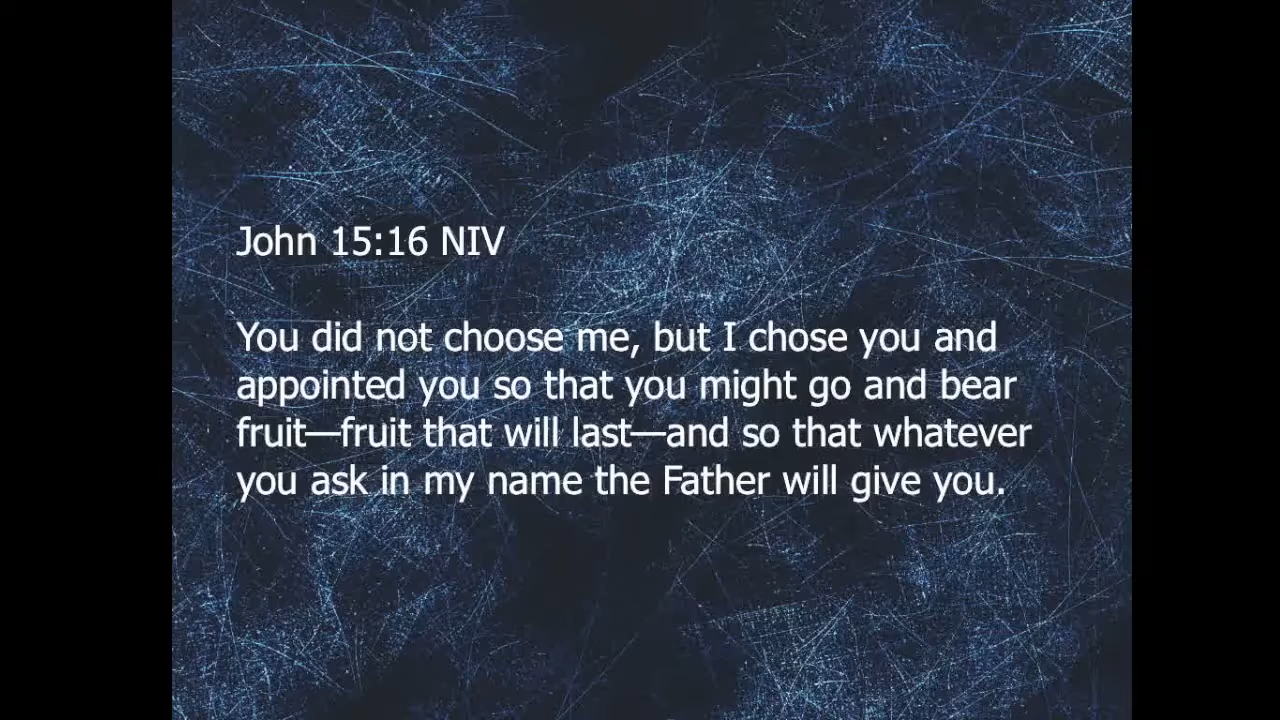 John 15:16 NIV
You did not choose me, but I chose you and
appointed you so that you might go and bear
fruit—fruit that will last—and so that whatever
you ask in my name the Father will give you.